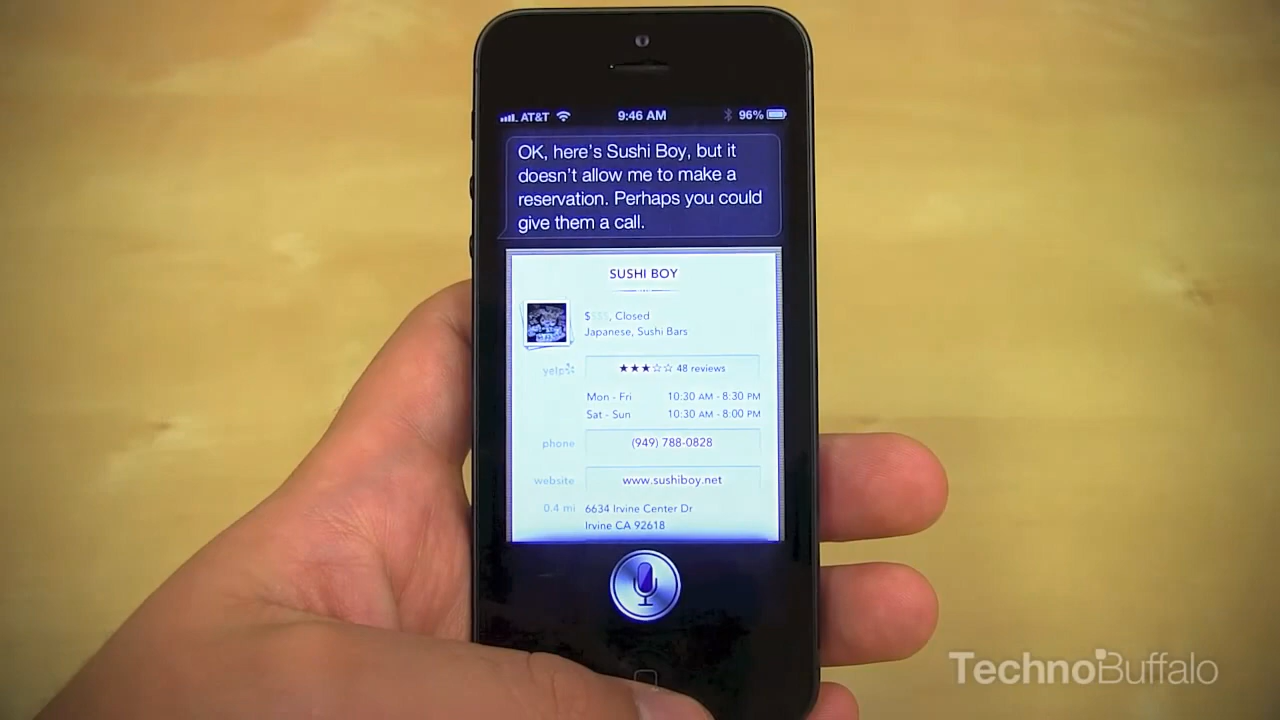 AT&T 9:46 AM 96%
OK, here's Sushi Boy, but it
doesn't allow me to make a
reservation. Perhaps you could
give them a call.
SUSHI BOY
$$$$, Closed
Japanese, Sushi Bars
yelp ★★★☆☆ 48 reviews
Mon - Fri 10:30 AM - 8:30 PM
Sat - Sun 10:30 AM - 8:00 PM
phone (949) 788-0828
website www.sushiboy.net
0.4 mi 6634 Irvine Center Dr
Irvine CA 92618
TechnoBuffalo